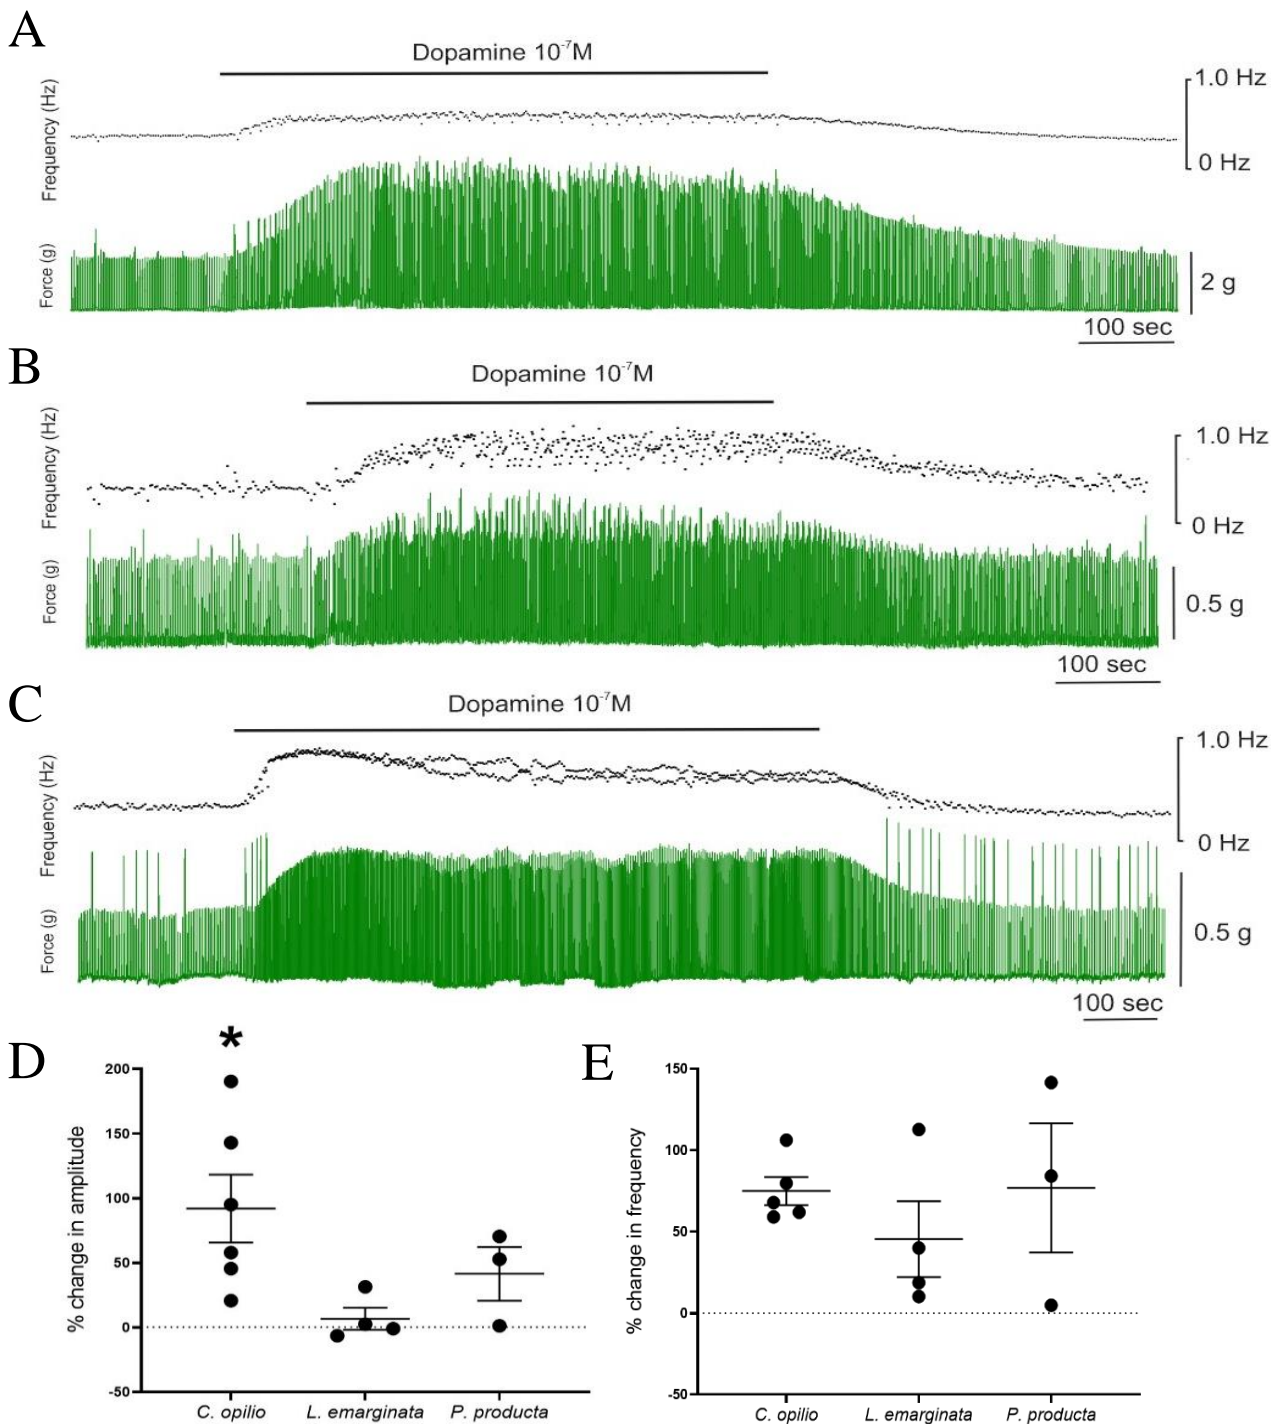 A
Dopamine 10⁻⁷M
Frequency (Hz)
1.0 Hz
0 Hz
Force (g)
2 g
100 sec
B
Dopamine 10⁻⁷M
Frequency (Hz)
1.0 Hz
0 Hz
Force (g)
0.5 g
100 sec
C
Dopamine 10⁻⁷M
Frequency (Hz)
1.0 Hz
0 Hz
Force (g)
0.5 g
100 sec
D
*
% change in amplitude
200
150
100
50
0
-50
C. opilio
L. emarginata
P. producta
E
% change in frequency
150
100
50
0
-50
C. opilio
L. emarginata
P. producta